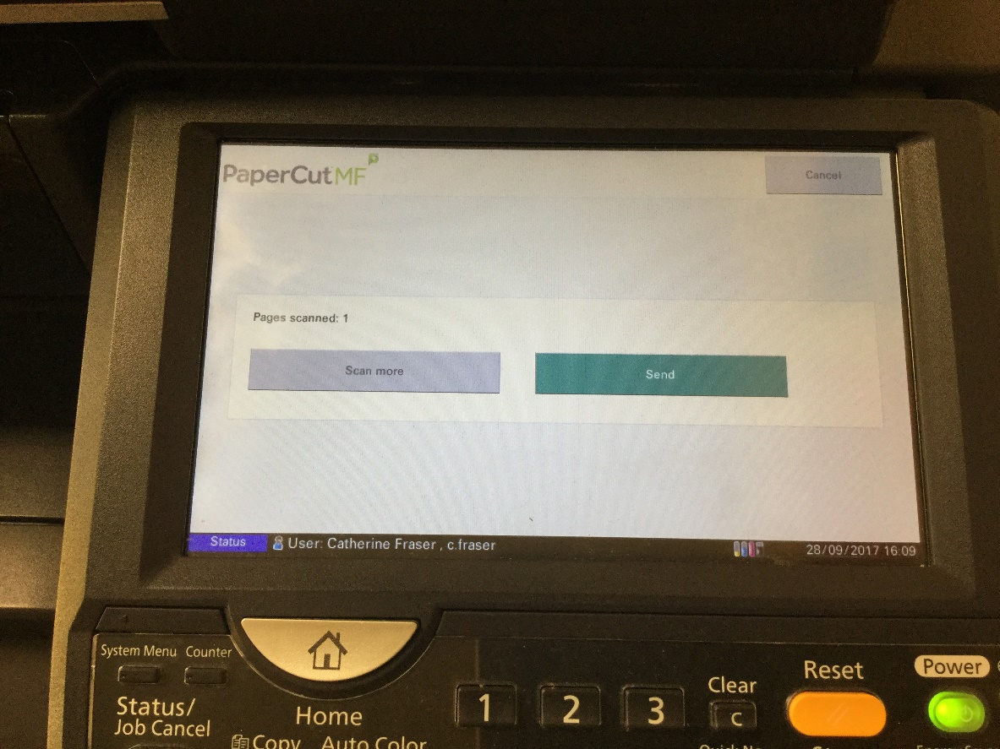 PaperCutMF
Cancel
Pages scanned: 1
Scan more
Send
Status
User: Catherine Fraser , c.fraser
28/09/2017 16:09
System Menu
Counter
Status/
Job Cancel
Home
Copy
Auto Color
1
2
3
Clear
C
Reset
Power